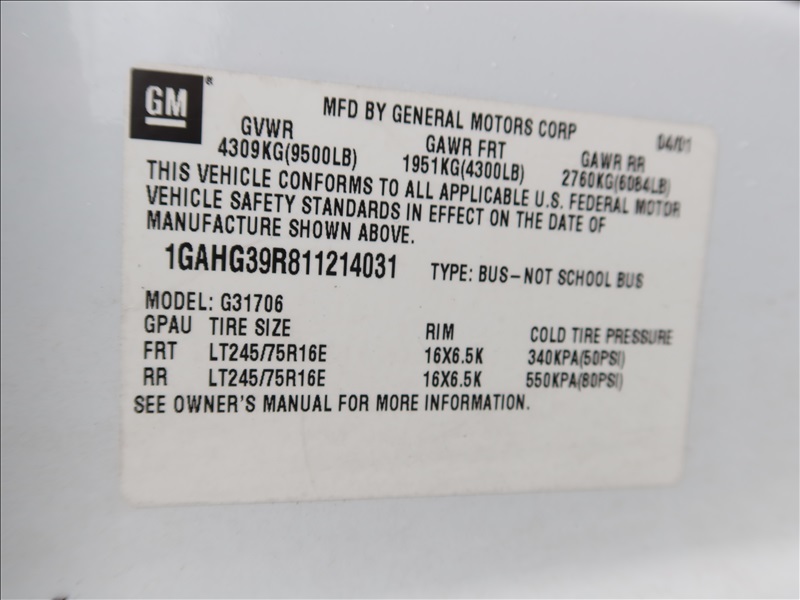 GM®
MFD BY GENERAL MOTORS CORP 04/01
GVWR GAWR FRT GAWR RR
4309KG(9500LB) 1951KG(4300LB) 2760KG(6084LB)
THIS VEHICLE CONFORMS TO ALL APPLICABLE U.S. FEDERAL MOTOR
VEHICLE SAFETY STANDARDS IN EFFECT ON THE DATE OF
MANUFACTURE SHOWN ABOVE.
1GAHG39R811214031 TYPE: BUS-NOT SCHOOL BUS
MODEL: G31706
GPAU TIRE SIZE RIM COLD TIRE PRESSURE
FRT LT245/75R16E 16X6.5K 340KPA(50PSI)
RR LT245/75R16E 16X6.5K 550KPA(80PSI)
SEE OWNER'S MANUAL FOR MORE INFORMATION.